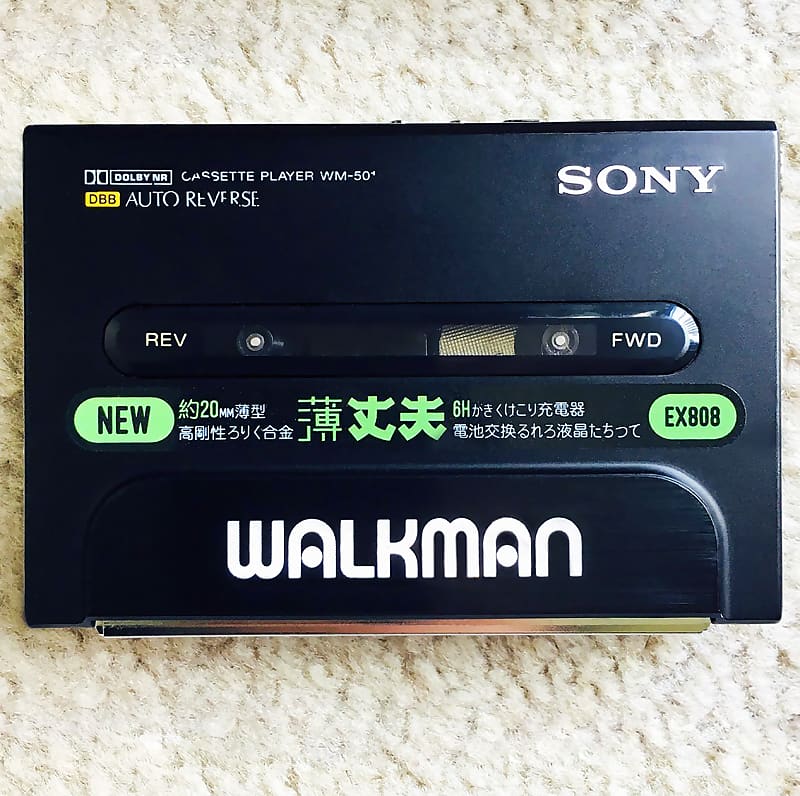 DOLBY NR CASSETTE PLAYER WM-501
DBB AUTO REVERSE
SONY
REV FWD
NEW
約20MM薄型
高剛性ろりく合金
薄丈夫
6Hがきくけこり充電器
電池交換るれろ液晶たちつて
EX808
WALKMAN